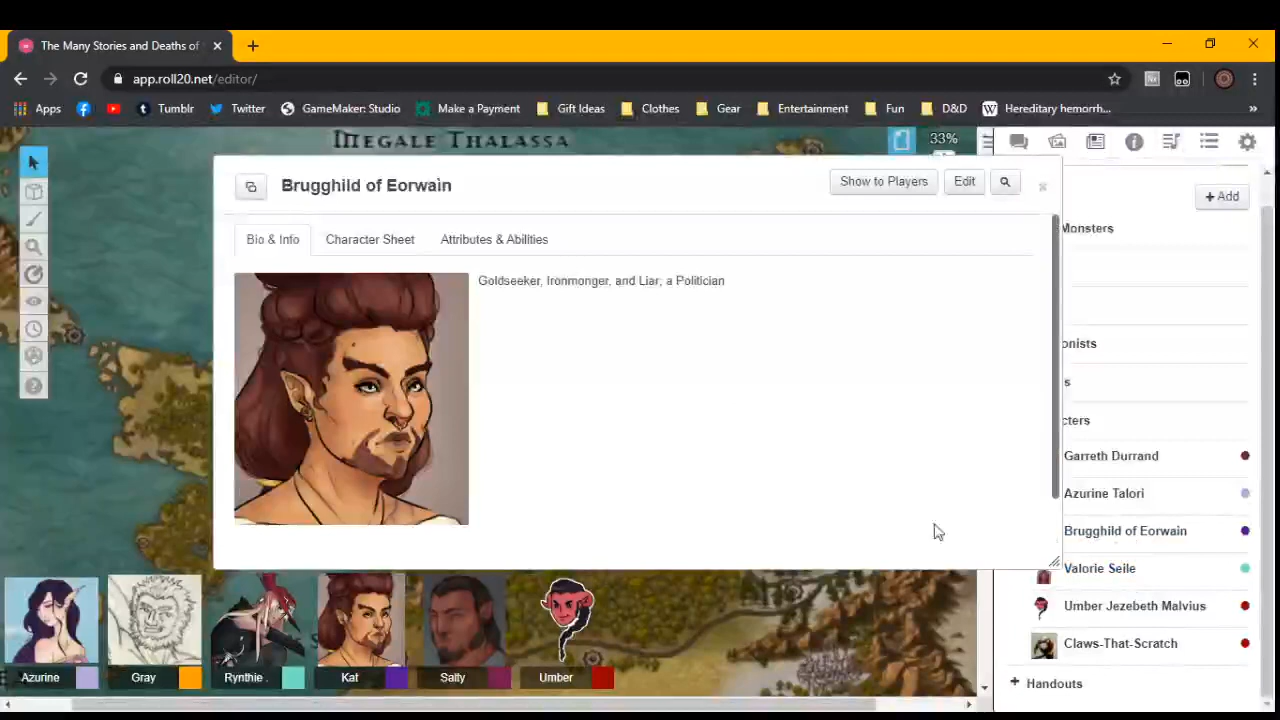 The Many Stories and Deaths of
app.roll20.net/editor/
Apps Tumblr Twitter GameMaker: Studio Make a Payment Gift Ideas Clothes Gear Entertainment Fun D&D Hereditary hemorrh... »
MEGALE THALASSA
33%
Brugghild of Eorwain
Show to Players
Edit
+ Add
Monsters
Bio & Info
Character Sheet
Attributes & Abilities
Goldseeker, Ironmonger, and Liar, a Politician
onists
s
cters
Garreth Durrand
Azurine Talori
Brugghild of Eorwain
Valorie Seile
Umber Jezebeth Malvius
Claws-That-Scratch
+ Handouts
Azurine
Gray
Rynthie .
Kat
Salty
Umber